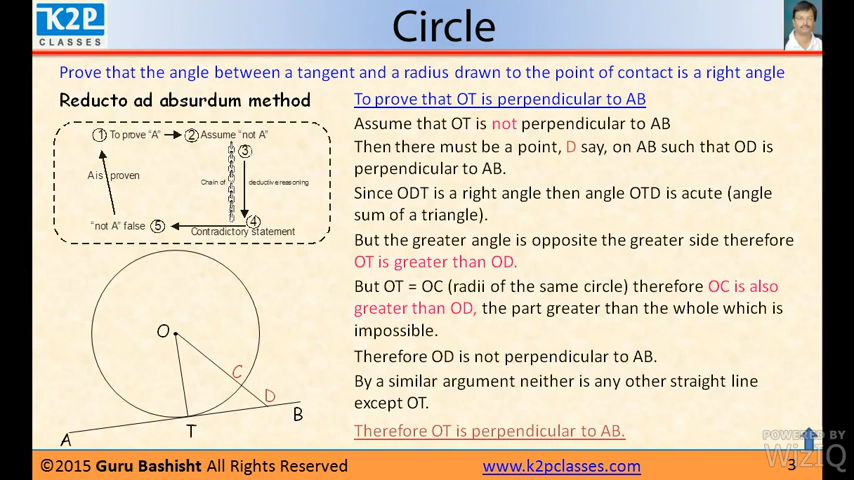 K2P
CLASSES
Circle
Prove that the angle between a tangent and a radius drawn to the point of contact is a right angle
Reducto ad absurdum method
1 To prove “A” 2 Assume “not A”
3
A is proven
Chain of deductive reasoning
4
“not A” false 5
Contradictory statement
O
C
D
B
T
A
To prove that OT is perpendicular to AB
Assume that OT is not perpendicular to AB
Then there must be a point, D say, on AB such that OD is
perpendicular to AB.
Since ODT is a right angle then angle OTD is acute (angle
sum of a triangle).
But the greater angle is opposite the greater side therefore
OT is greater than OD.
But OT = OC (radii of the same circle) therefore OC is also
greater than OD, the part greater than the whole which is
impossible.
Therefore OD is not perpendicular to AB.
By a similar argument neither is any other straight line
except OT.
Therefore OT is perpendicular to AB.
POWERED BY
WizIQ
©2015 Guru Bashisht All Rights Reserved
www.k2pclasses.com
3